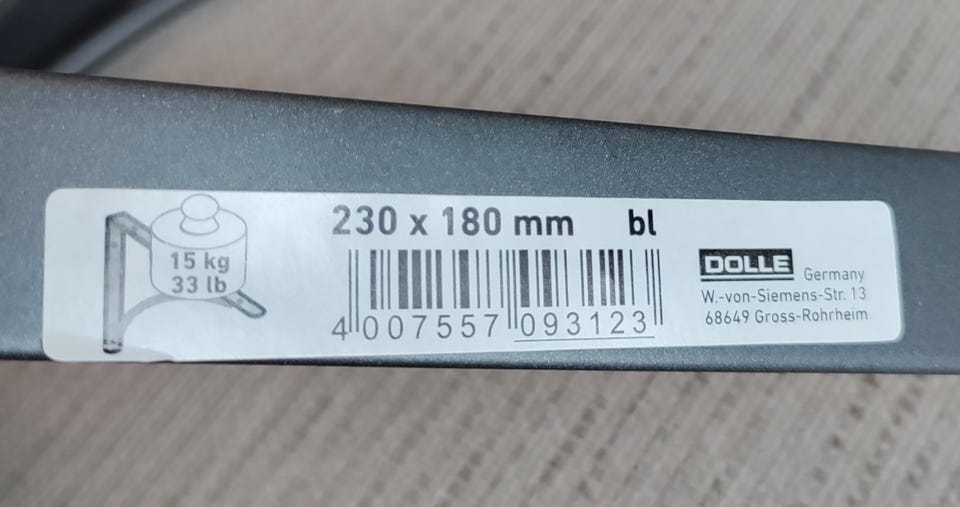 15 kg
33 lb
230 x 180 mm bl
4 007557 093123
DOLLE Germany
W.-von-Siemens-Str. 13
68649 Gross-Rohrheim